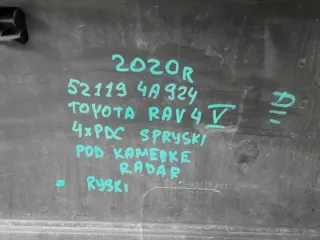 2020R
52119 4A924
TOYOTA RAV4 V D
4xPDC SPRYSKI
POD KAMERKE
RADAR
= RYSKI